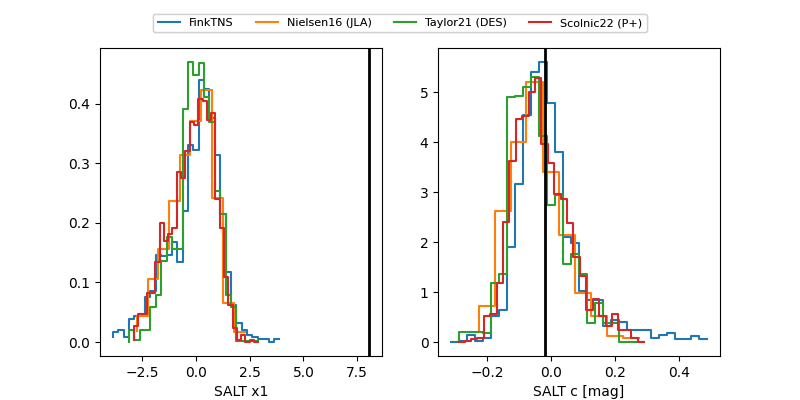 FinkTNS Nielsen16 (JLA) Taylor21 (DES) Scolnic22 (P+)
0.4
0.3
0.2
0.1
0.0
−2.5 0.0 2.5 5.0 7.5
SALT x1
5
4
3
2
1
0
−0.2 0.0 0.2 0.4
SALT c [mag]